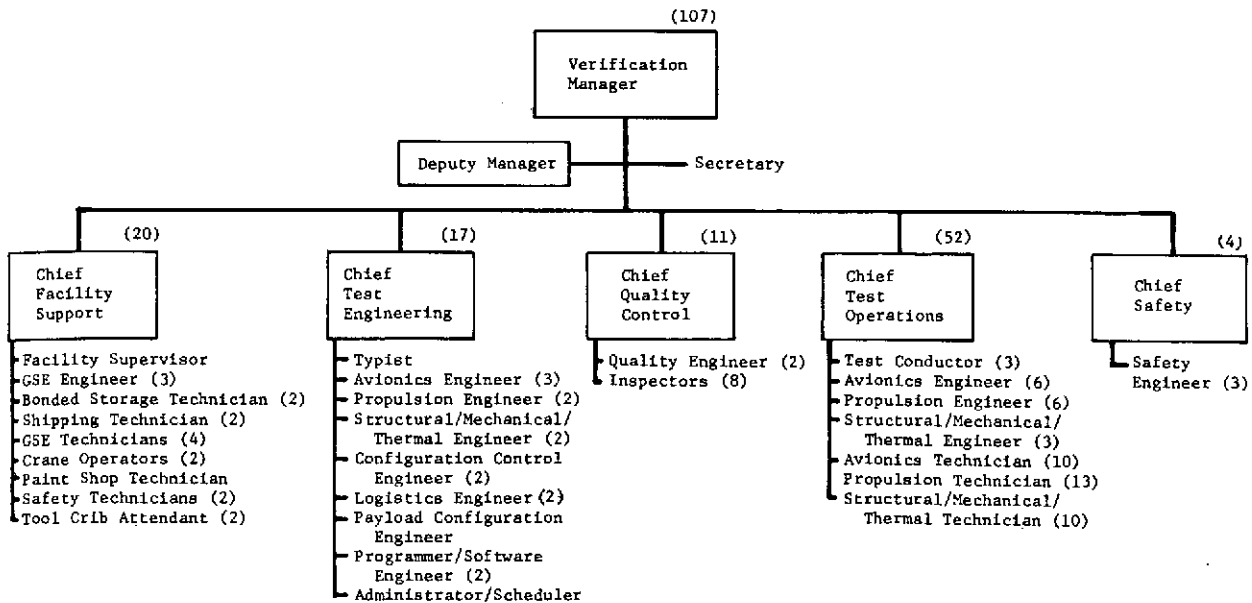 (107)
Verification
Manager
Deputy Manager
Secretary
(20)
Chief
Facility
Support
Facility Supervisor
GSE Engineer (3)
Bonded Storage Technician (2)
Shipping Technician (2)
GSE Technicians (4)
Crane Operators (2)
Paint Shop Technician
Safety Technicians (2)
Tool Crib Attendant (2)
(17)
Chief
Test
Engineering
Typist
Avionics Engineer (3)
Propulsion Engineer (2)
Structural/Mechanical/
Thermal Engineer (2)
Configuration Control
Engineer (2)
Logistics Engineer (2)
Payload Configuration
Engineer
Programmer/Software
Engineer (2)
Administrator/Scheduler
(11)
Chief
Quality
Control
Quality Engineer (2)
Inspectors (8)
(52)
Chief
Test
Operations
Test Conductor (3)
Avionics Engineer (6)
Propulsion Engineer (6)
Structural/Mechanical/
Thermal Engineer (3)
Avionics Technician (10)
Propulsion Technician (13)
Structural/Mechanical/
Thermal Technician (10)
(4)
Chief
Safety
Safety
Engineer (3)